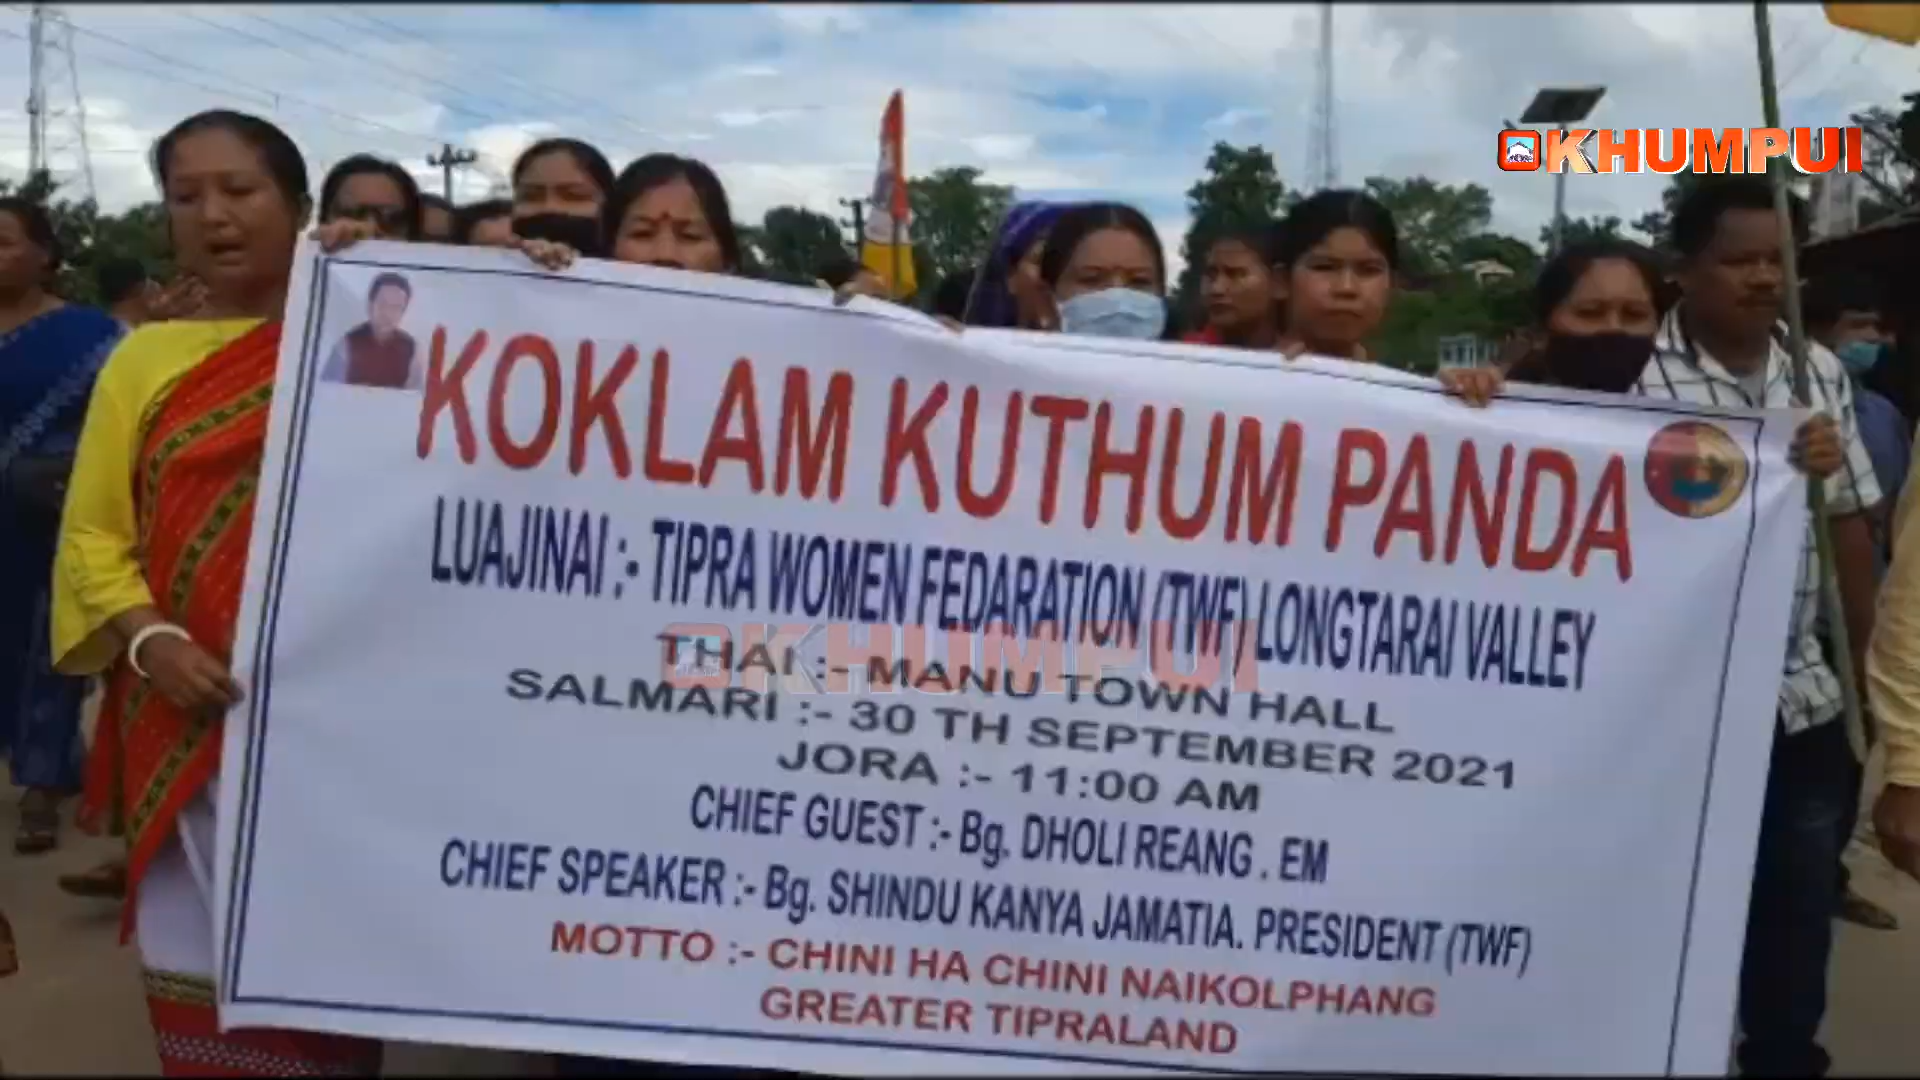 KHUMPUI
KOKLAM KUTHUM PANDA
LUAJINAI :- TIPRA WOMEN FEDARATION (TWF) LONGTARAI VALLEY
KHUMPUI
THAI :- MANU TOWN HALL
SALMARI :- 30 TH SEPTEMBER 2021
JORA :- 11:00 AM
CHIEF GUEST :- Bg. DHOLI REANG . EM
CHIEF SPEAKER :- Bg. SHINDU KANYA JAMATIA. PRESIDENT (TWF)
MOTTO :- CHINI HA CHINI NAIKOLPHANG
GREATER TIPRALAND